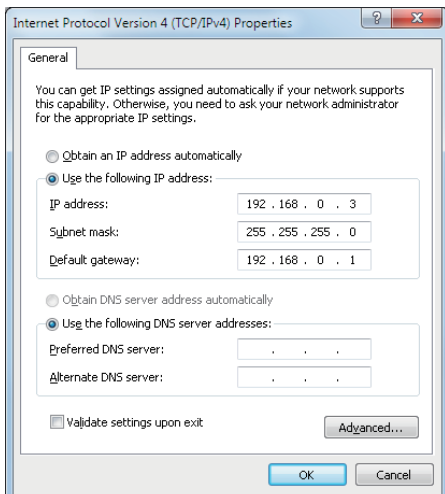 Internet Protocol Version 4 (TCP/IPv4) Properties
General
You can get IP settings assigned automatically if your network supports
this capability. Otherwise, you need to ask your network administrator
for the appropriate IP settings.
Obtain an IP address automatically
Use the following IP address:
IP address: 192 . 168 . 0 . 3
Subnet mask: 255 . 255 . 255 . 0
Default gateway: 192 . 168 . 0 . 1
Obtain DNS server address automatically
Use the following DNS server addresses:
Preferred DNS server: . . .
Alternate DNS server: . . .
Validate settings upon exit
Advanced...
OK Cancel